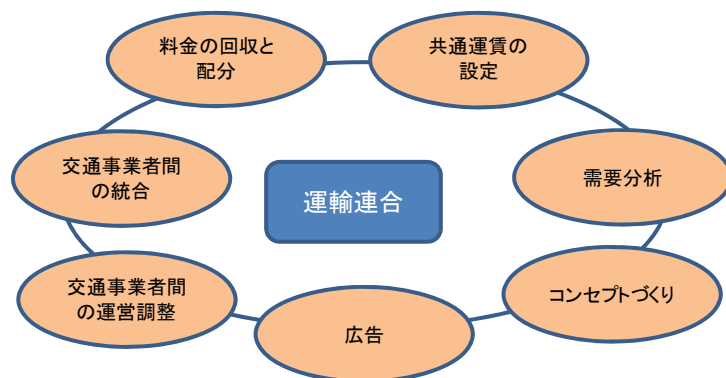 料金の回収と
配分
共通運賃の
設定
交通事業者間
の統合
運輸連合
需要分析
交通事業者間
の運営調整
コンセプトづくり
広告